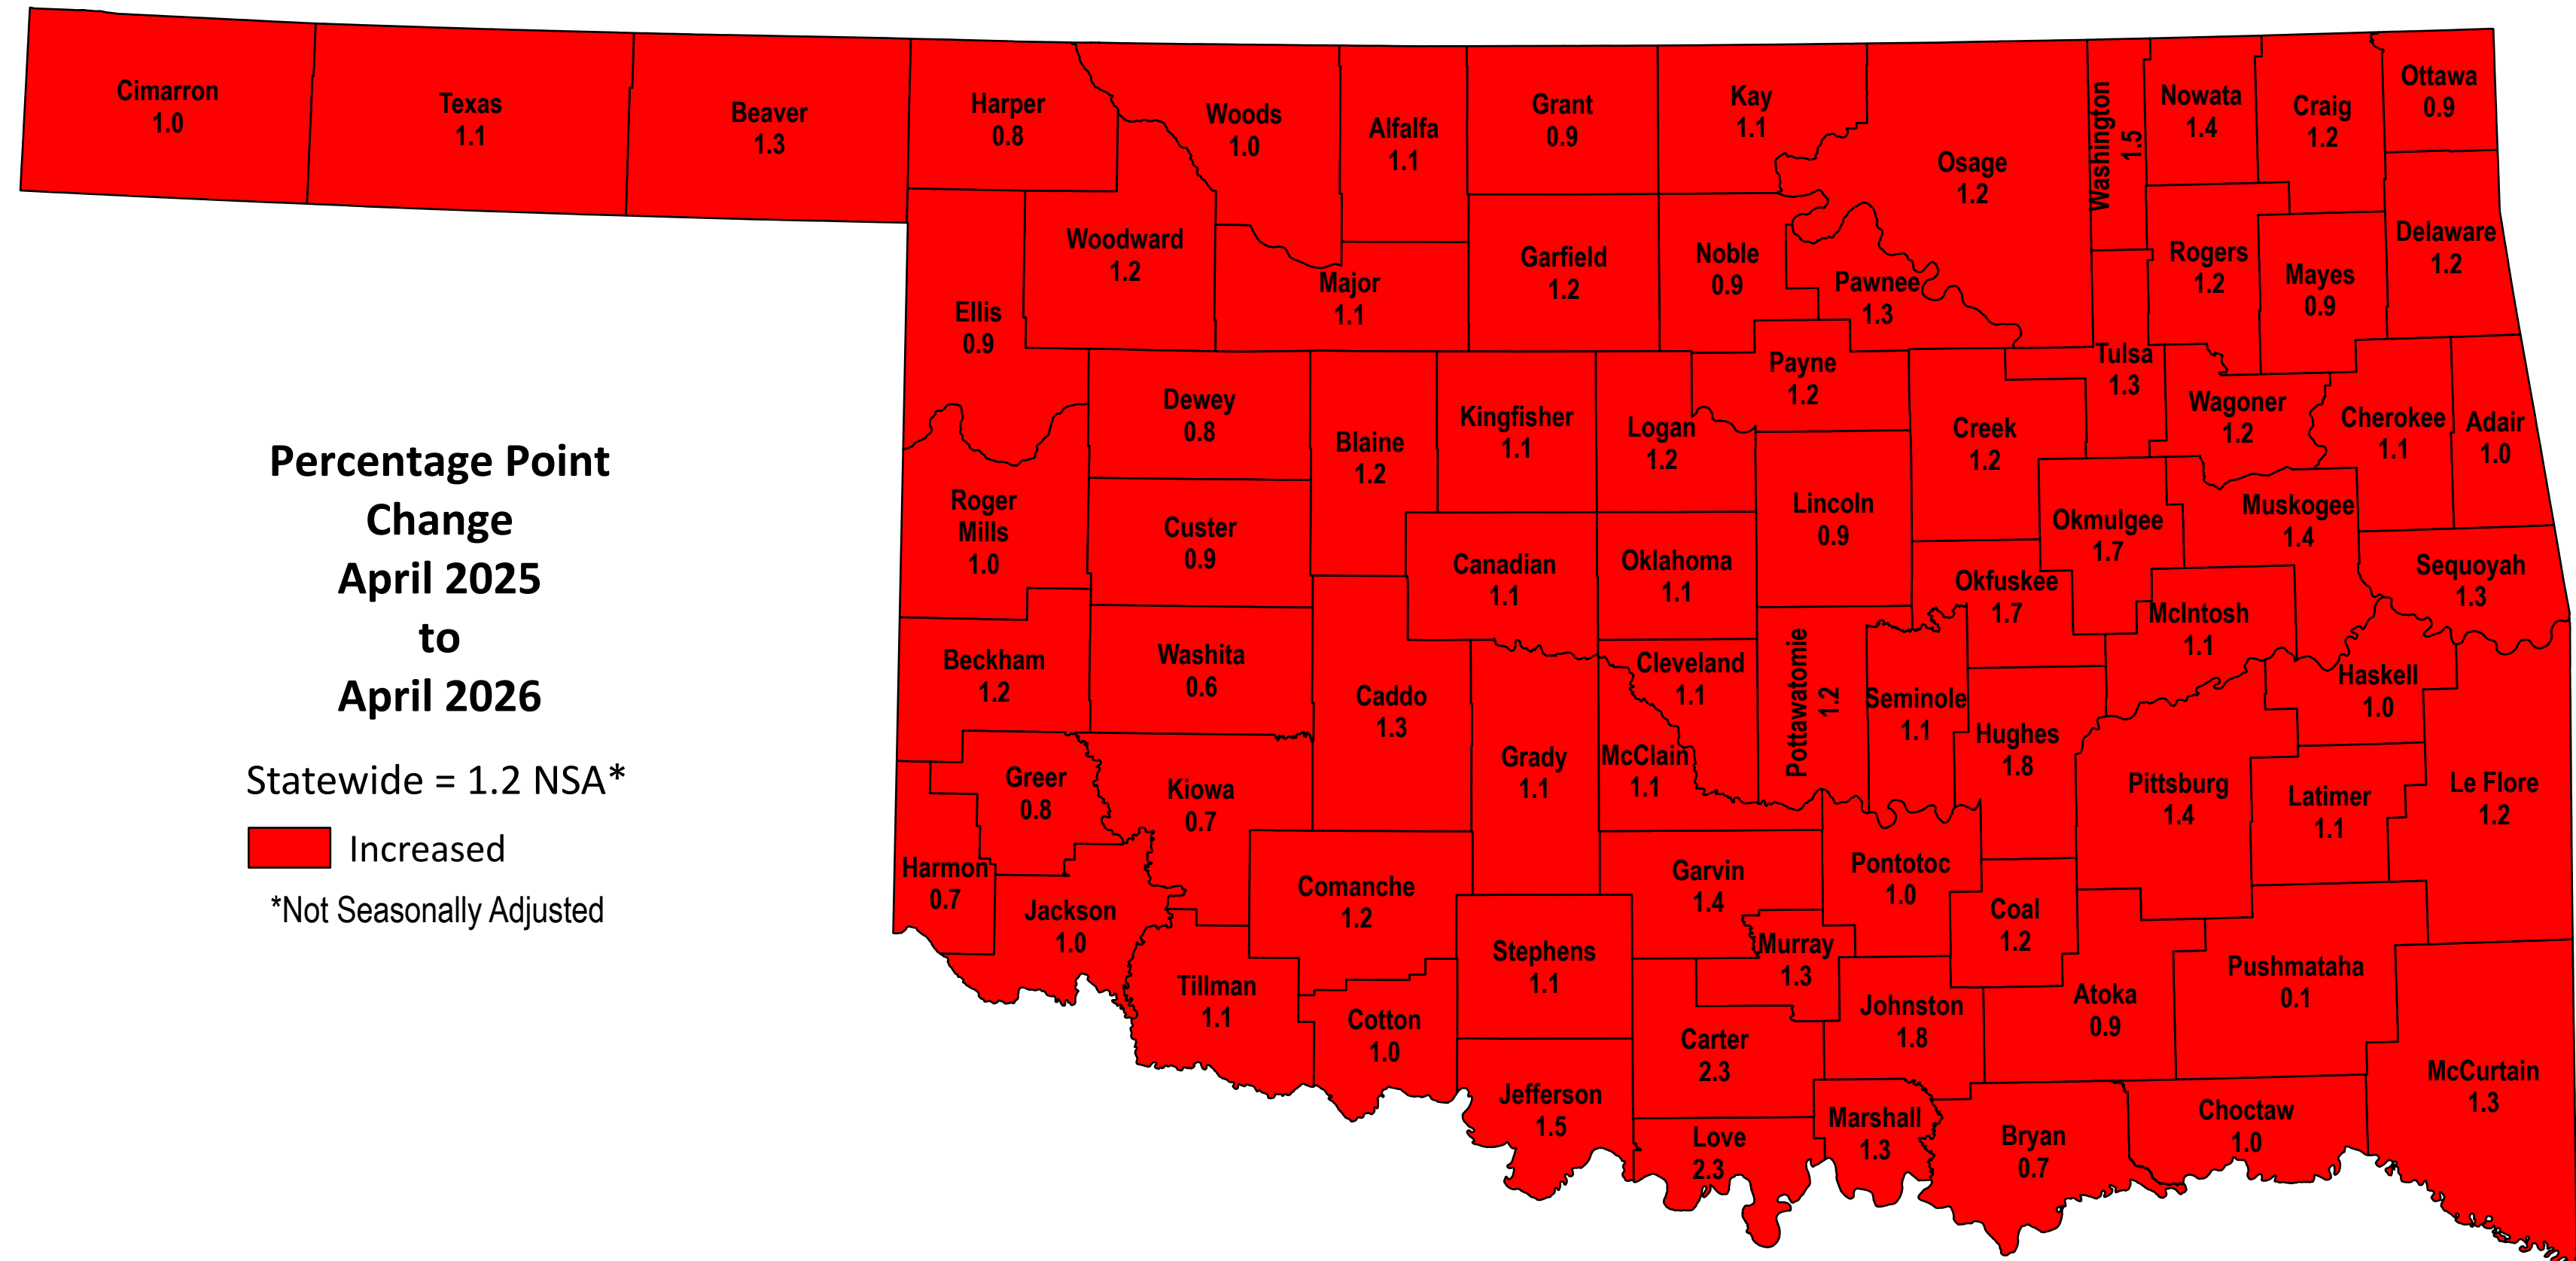 Cimarron
1.0
Texas
1.1
Beaver
1.3
Harper
0.8
Woods
1.0
Alfalfa
1.1
Grant
0.9
Kay
1.1
Osage
1.2
Washington
1.5
Nowata
1.4
Craig
1.2
Ottawa
0.9
Ellis
0.9
Woodward
1.2
Major
1.1
Garfield
1.2
Noble
0.9
Pawnee
1.3
Rogers
1.2
Mayes
0.9
Delaware
1.2
Dewey
0.8
Blaine
1.2
Kingfisher
1.1
Logan
1.2
Payne
1.2
Creek
1.2
Tulsa
1.3
Wagoner
1.2
Cherokee
1.1
Adair
1.0
Percentage Point
Change
April 2025
to
April 2026
Statewide = 1.2 NSA*
Increased
*Not Seasonally Adjusted
Roger
Mills
1.0
Custer
0.9
Canadian
1.1
Oklahoma
1.1
Lincoln
0.9
Okfuskee
1.7
Okmulgee
1.7
Muskogee
1.4
McIntosh
1.1
Sequoyah
1.3
Beckham
1.2
Washita
0.6
Caddo
1.3
Grady
1.1
McClain
1.1
Cleveland
1.1
Pottawatomie
1.2
Seminole
1.1
Hughes
1.8
Pittsburg
1.4
Haskell
1.0
Latimer
1.1
Le Flore
1.2
Harmon
0.7
Greer
0.8
Kiowa
0.7
Jackson
1.0
Comanche
1.2
Tillman
1.1
Cotton
1.0
Stephens
1.1
Garvin
1.4
Murray
1.3
Pontotoc
1.0
Coal
1.2
Johnston
1.8
Atoka
0.9
Pushmataha
0.1
McCurtain
1.3
Jefferson
1.5
Carter
2.3
Love
2.3
Marshall
1.3
Bryan
0.7
Choctaw
1.0